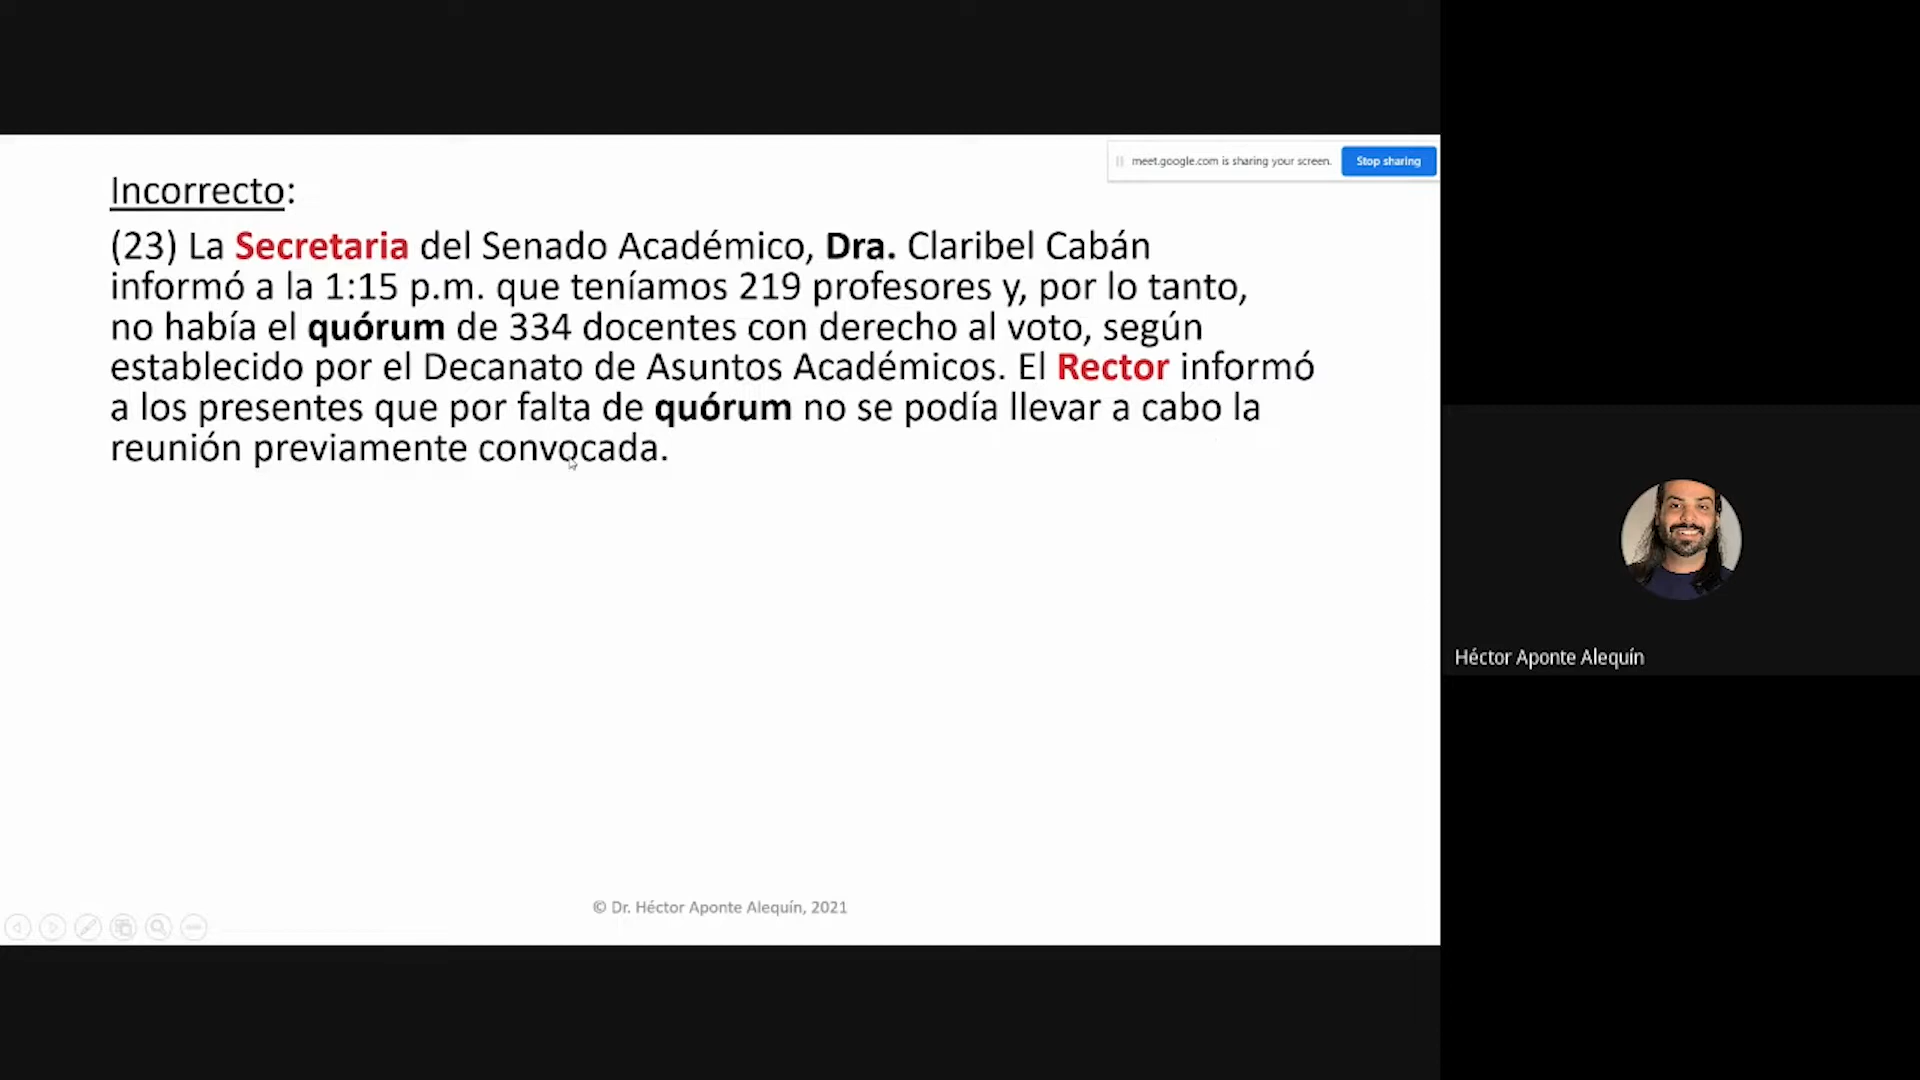 meet.google.com is sharing your screen.
Stop sharing
Incorrecto:
(23) La Secretaria del Senado Académico, Dra. Claribel Cabán
informó a la 1:15 p.m. que teníamos 219 profesores y, por lo tanto,
no había el quórum de 334 docentes con derecho al voto, según
establecido por el Decanato de Asuntos Académicos. El Rector informó
a los presentes que por falta de quórum no se podía llevar a cabo la
reunión previamente convocada.
Héctor Aponte Alequín
© Dr. Héctor Aponte Alequín, 2021